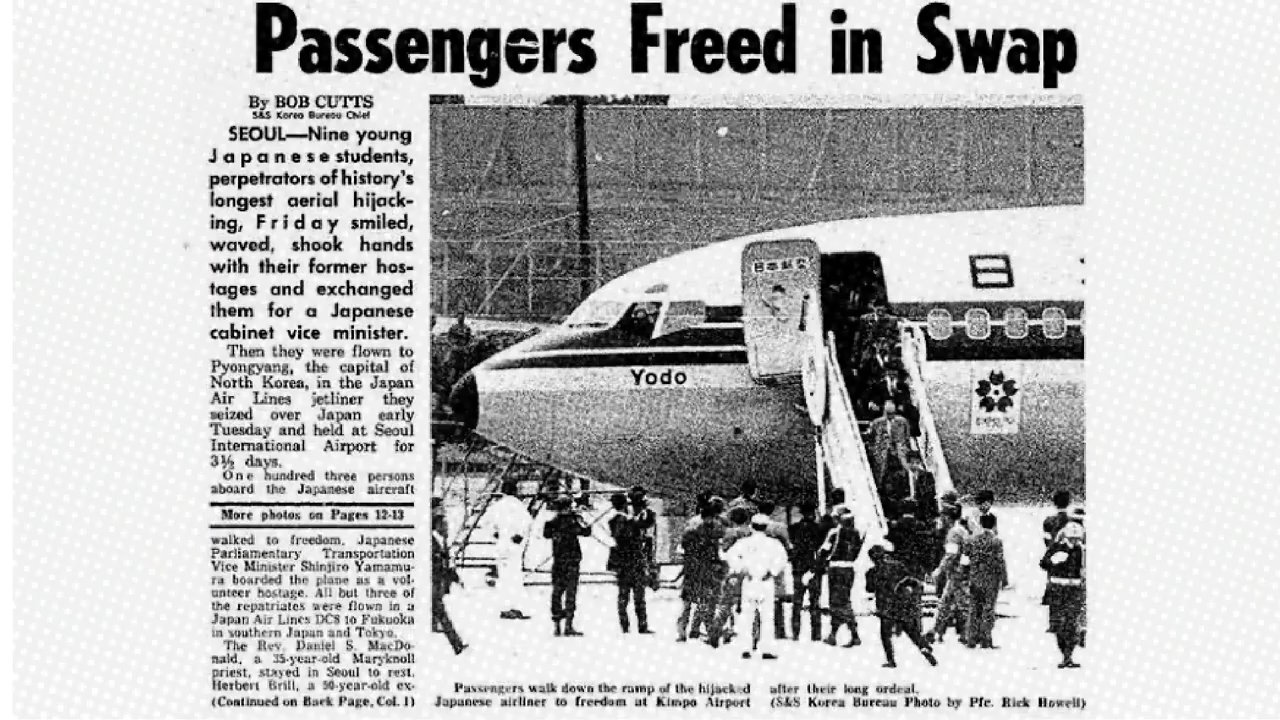 Passengers Freed in Swap
By BOB CUTTS
S&S Korea Bureau Chief
SEOUL—Nine young
Japanese students,
perpetrators of history's
longest aerial hijack-
ing, Friday smiled,
waved, shook hands
with their former hos-
tages and exchanged
them for a Japanese
cabinet vice minister.
Then they were flown to
Pyongyang, the capital of
North Korea, in the Japan
Air Lines jetliner they
seized over Japan early
Tuesday and held at Seoul
International Airport for
3½ days.
One hundred three persons
aboard the Japanese aircraft
More photos on Pages 12-13
walked to freedom. Japanese
Parliamentary Transportation
Vice Minister Shinjiro Yamamu-
ra boarded the plane as a vol-
unteer hostage. All but three of
the repatriates were flown in a
Japan Air Lines DC8 to Fukuoka
in southern Japan and Tokyo.
The Rev. Daniel S. MacDo-
nald, a 35-year-old Maryknoll
priest, stayed in Seoul to rest.
Herbert Brill, a 50-year-old ex-
(Continued on Back Page, Col. 1)
日本航空
日
Yodo
Passengers walk down the ramp of the hijacked
Japanese airliner to freedom at Kimpo Airport
after their long ordeal.
(S&S Korea Bureau Photo by Pfc. Rick Howell)